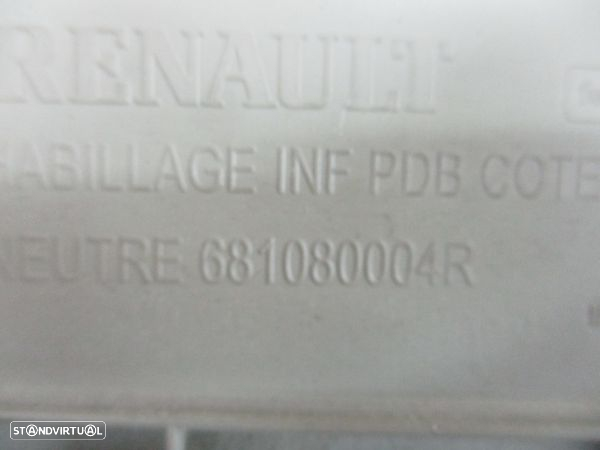 RENAULT
HABILLAGE INF PDB COTE
NEUTRE 681080004R
STANDVIRTUAL